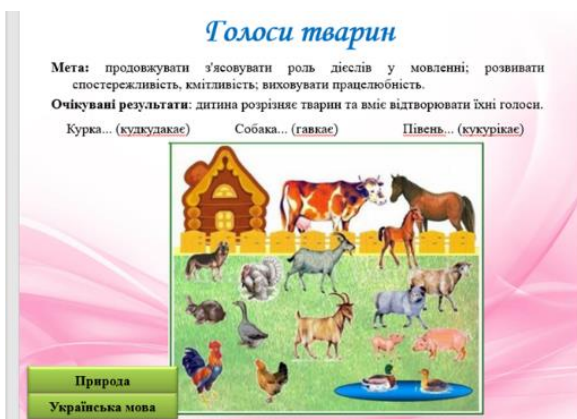 Голоси тварин
Мета: продовжувати з'ясовувати роль дієслів у мовленні; розвивати
спостережливість, кмітливість; виховувати працелюбність.
Очікувані результати: дитина розрізняє тварин та вміє відтворювати їхні голоси.
Курка... (кудкудакає) Собака... (гавкає) Півень... (кукурікає)
Природа
Українська мова